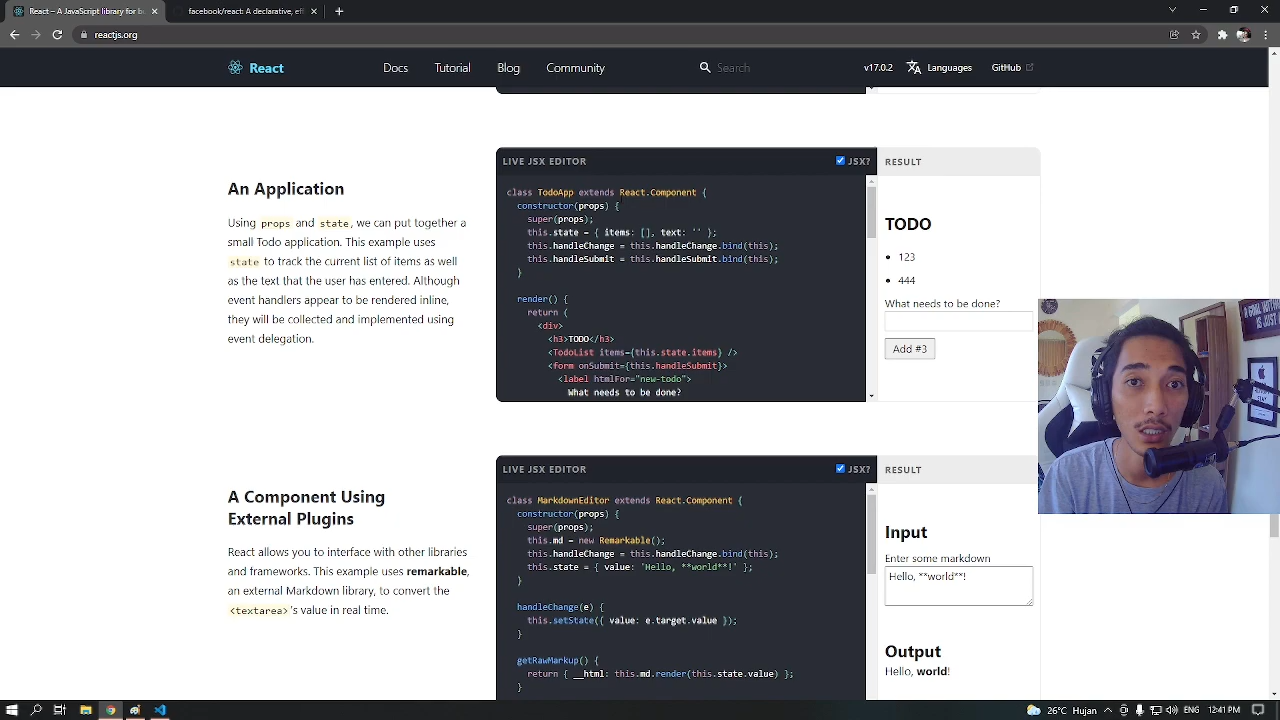 React – A JavaScript library for bu
facebook/react: A declarative, effi
reactjs.org
React
Docs
Tutorial
Blog
Community
Search
v17.0.2
Languages
GitHub
An Application
Using props and state, we can put together a
small Todo application. This example uses
state to track the current list of items as well
as the text that the user has entered. Although
event handlers appear to be rendered inline,
they will be collected and implemented using
event delegation.
LIVE JSX EDITOR
JSX?
class TodoApp extends React.Component {
constructor(props) {
super(props);
this.state = { items: [], text: '' };
this.handleChange = this.handleChange.bind(this);
this.handleSubmit = this.handleSubmit.bind(this);
}
render() {
return (
<div>
<h3>TODO</h3>
<TodoList items={this.state.items} />
<form onSubmit={this.handleSubmit}>
<label htmlFor="new-todo">
What needs to be done?
RESULT
TODO
123
444
What needs to be done?
Add #3
A Component Using
External Plugins
React allows you to interface with other libraries
and frameworks. This example uses remarkable,
an external Markdown library, to convert the
<textarea>'s value in real time.
LIVE JSX EDITOR
JSX?
class MarkdownEditor extends React.Component {
constructor(props) {
super(props);
this.md = new Remarkable();
this.handleChange = this.handleChange.bind(this);
this.state = { value: 'Hello, **world**!' };
}
handleChange(e) {
this.setState({ value: e.target.value });
}
getRawMarkup() {
return { __html: this.md.render(this.state.value) };
}
RESULT
Input
Enter some markdown
Hello, **world**!
Output
Hello, world!
26°C Hujan
ENG
12:41 PM